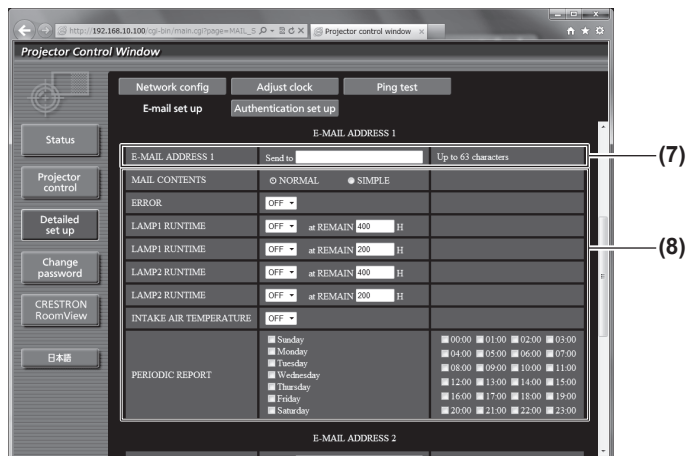 http://192.168.10.100/cgi-bin/main.cgi?page=MAIL_S
Projector control window
Projector Control Window
Network config Adjust clock Ping test
E-mail set up Authentication set up
Status
Projector control
Detailed set up
Change password
CRESTRON RoomView
日本語
E-MAIL ADDRESS 1
E-MAIL ADDRESS 1 Send to Up to 63 characters
(7)
MAIL CONTENTS NORMAL SIMPLE
ERROR OFF
LAMP1 RUNTIME OFF at REMAIN 400 H
LAMP1 RUNTIME OFF at REMAIN 200 H
(8)
LAMP2 RUNTIME OFF at REMAIN 400 H
LAMP2 RUNTIME OFF at REMAIN 200 H
INTAKE AIR TEMPERATURE OFF
PERIODIC REPORT
Sunday
Monday
Tuesday
Wednesday
Thursday
Friday
Saturday
00:00 01:00 02:00 03:00
04:00 05:00 06:00 07:00
08:00 09:00 10:00 11:00
12:00 13:00 14:00 15:00
16:00 17:00 18:00 19:00
20:00 21:00 22:00 23:00
E-MAIL ADDRESS 2